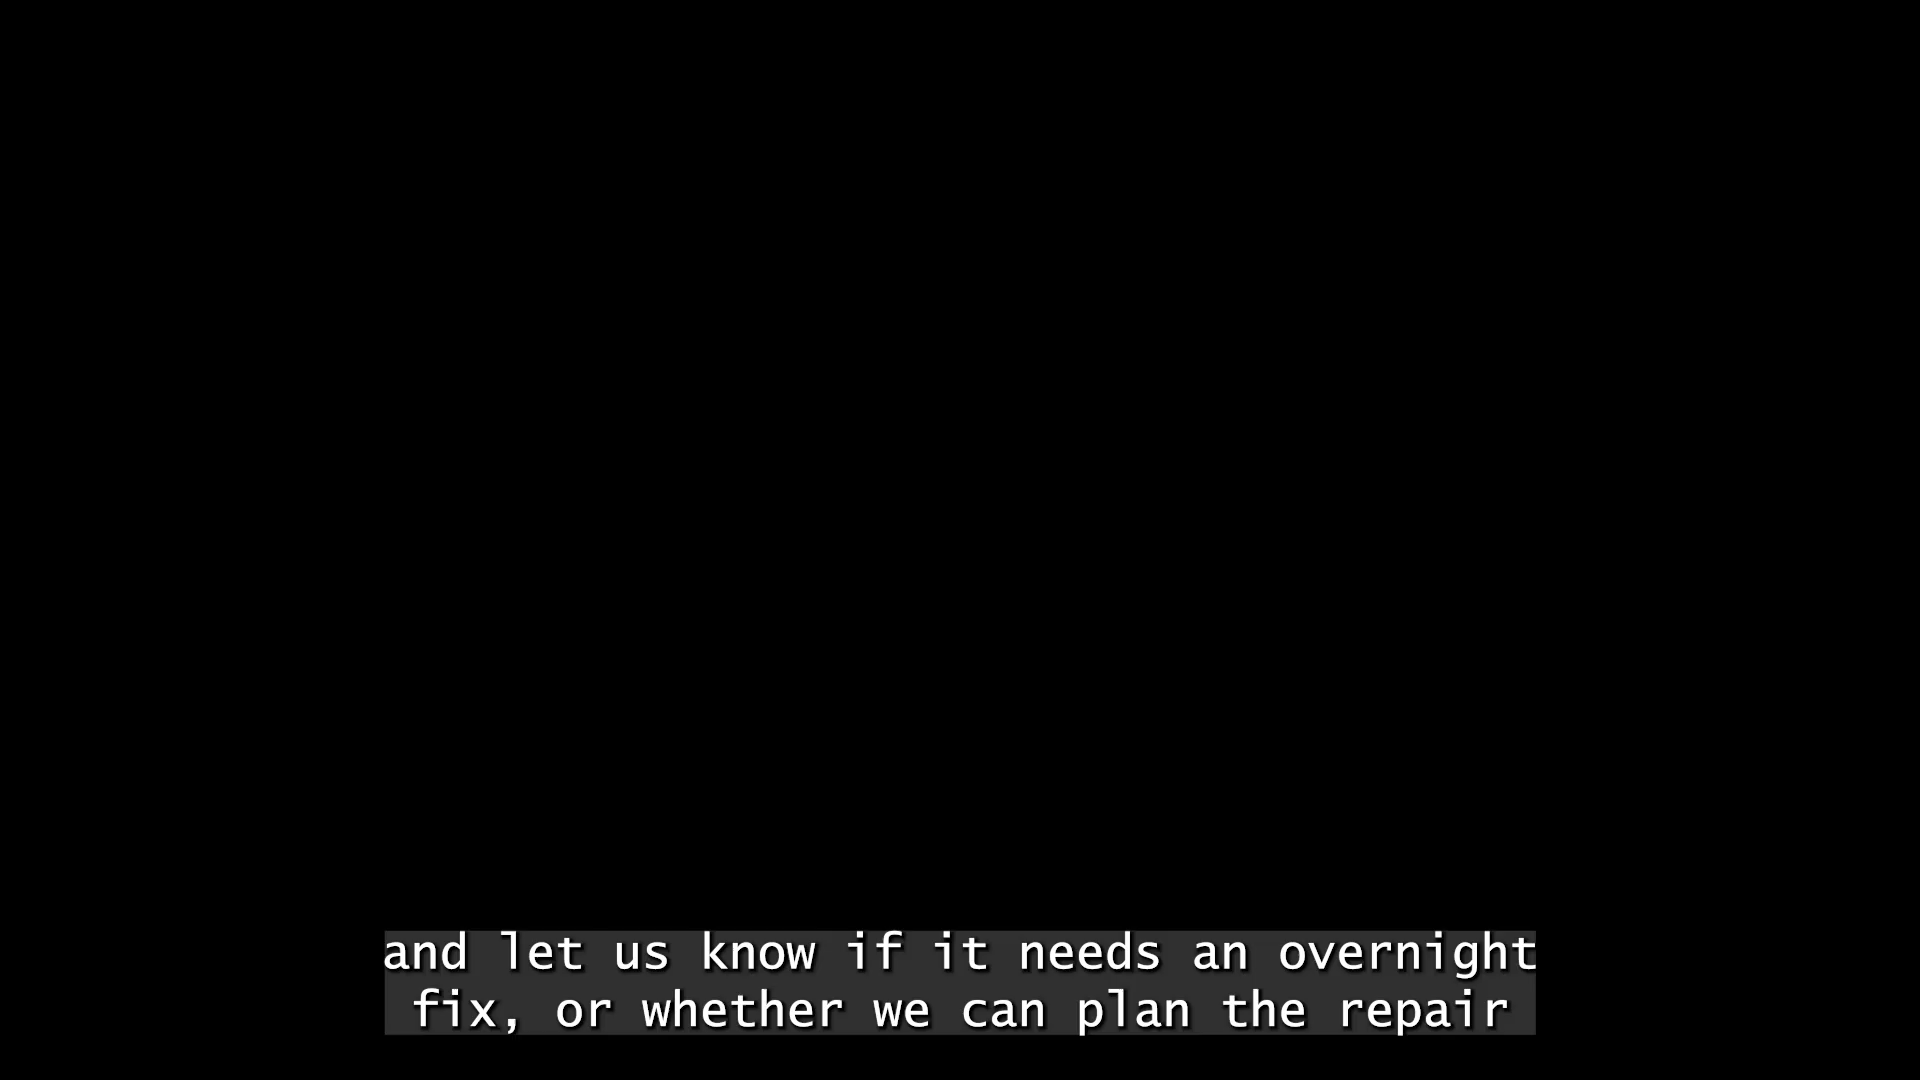 and let us know if it needs an overnight
fix, or whether we can plan the repair